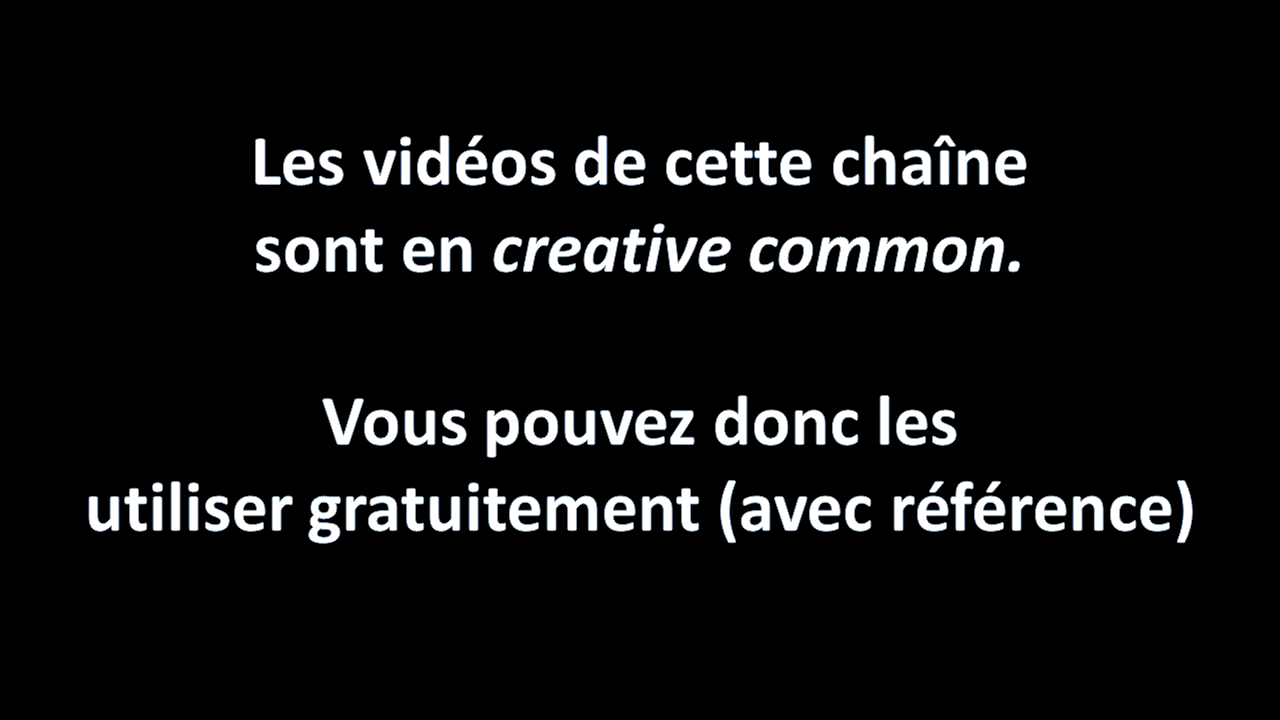 Les vidéos de cette chaîne
sont en creative common.
Vous pouvez donc les
utiliser gratuitement (avec référence)